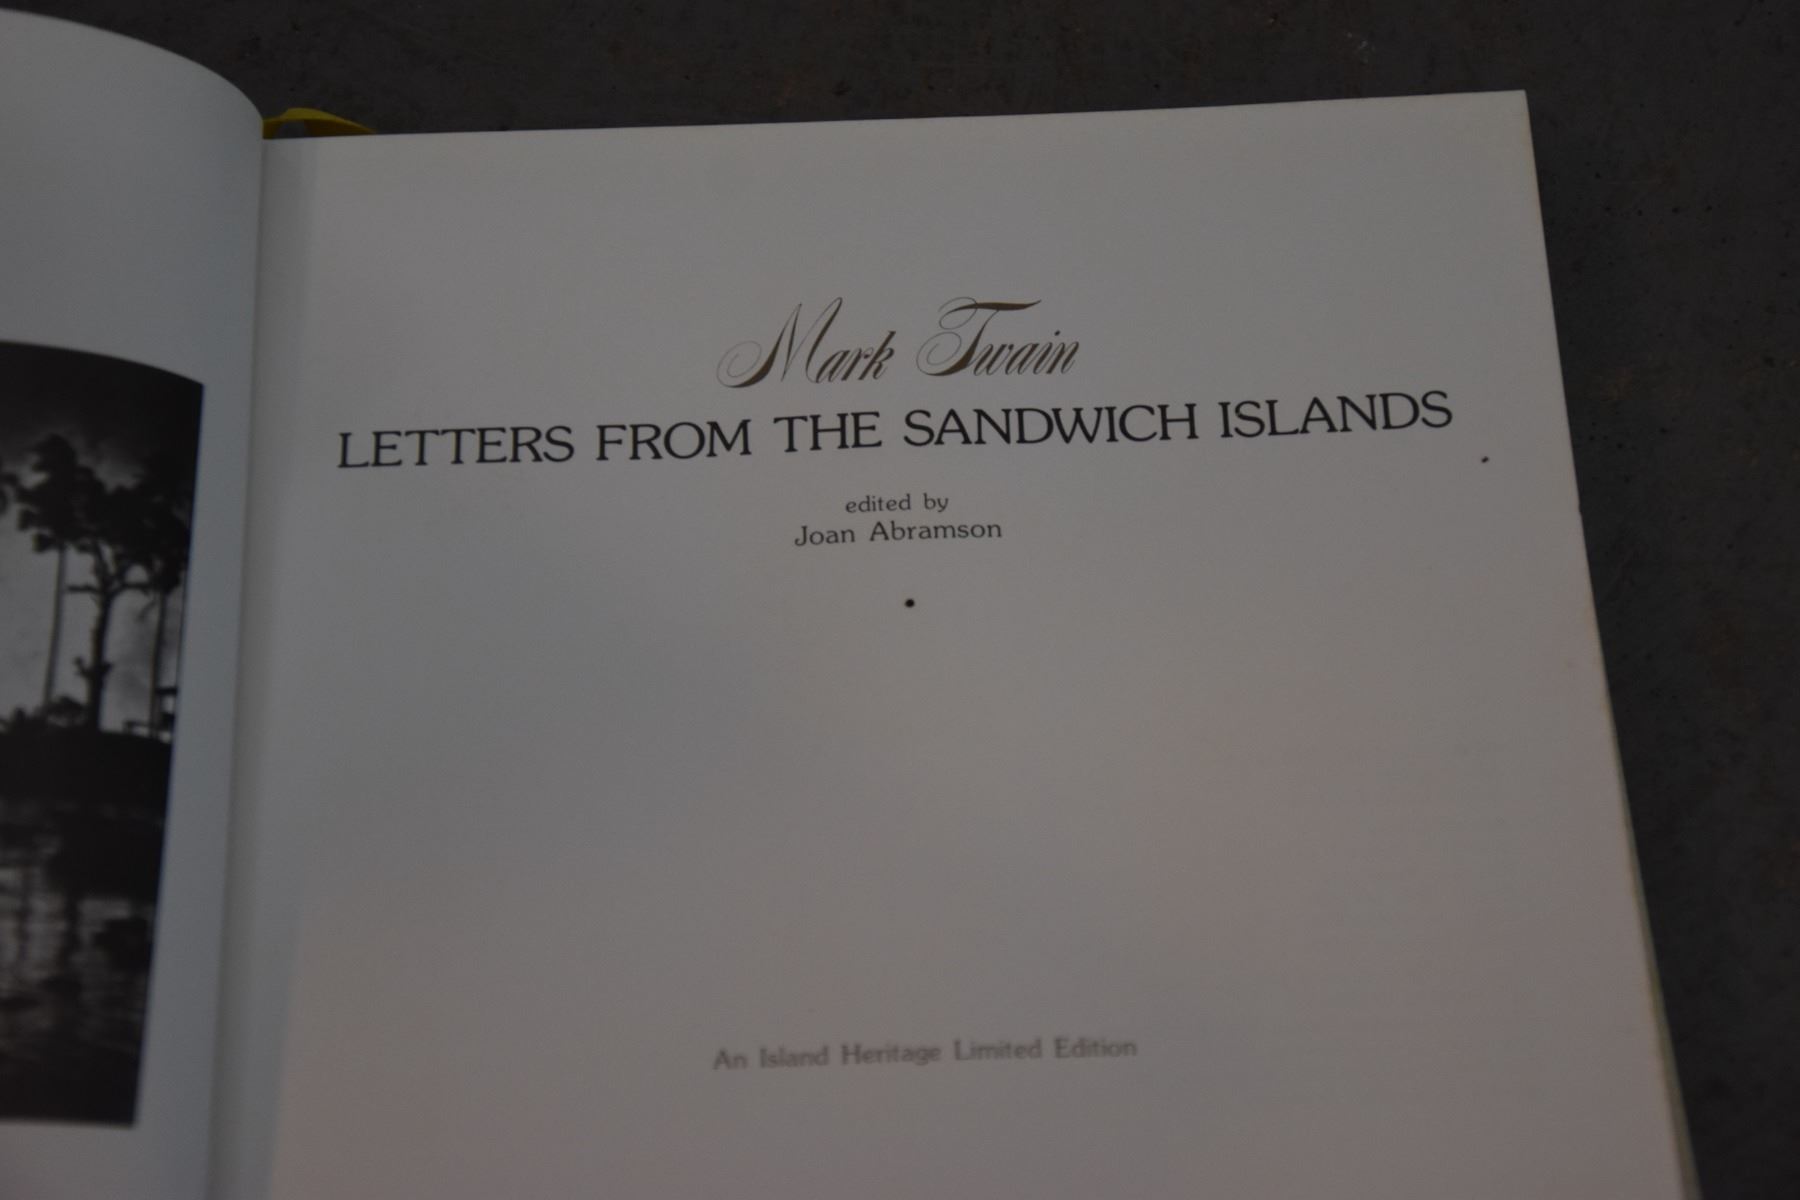 Mark Twain
LETTERS FROM THE SANDWICH ISLANDS
edited by
Joan Abramson
An Island Heritage Limited Edition